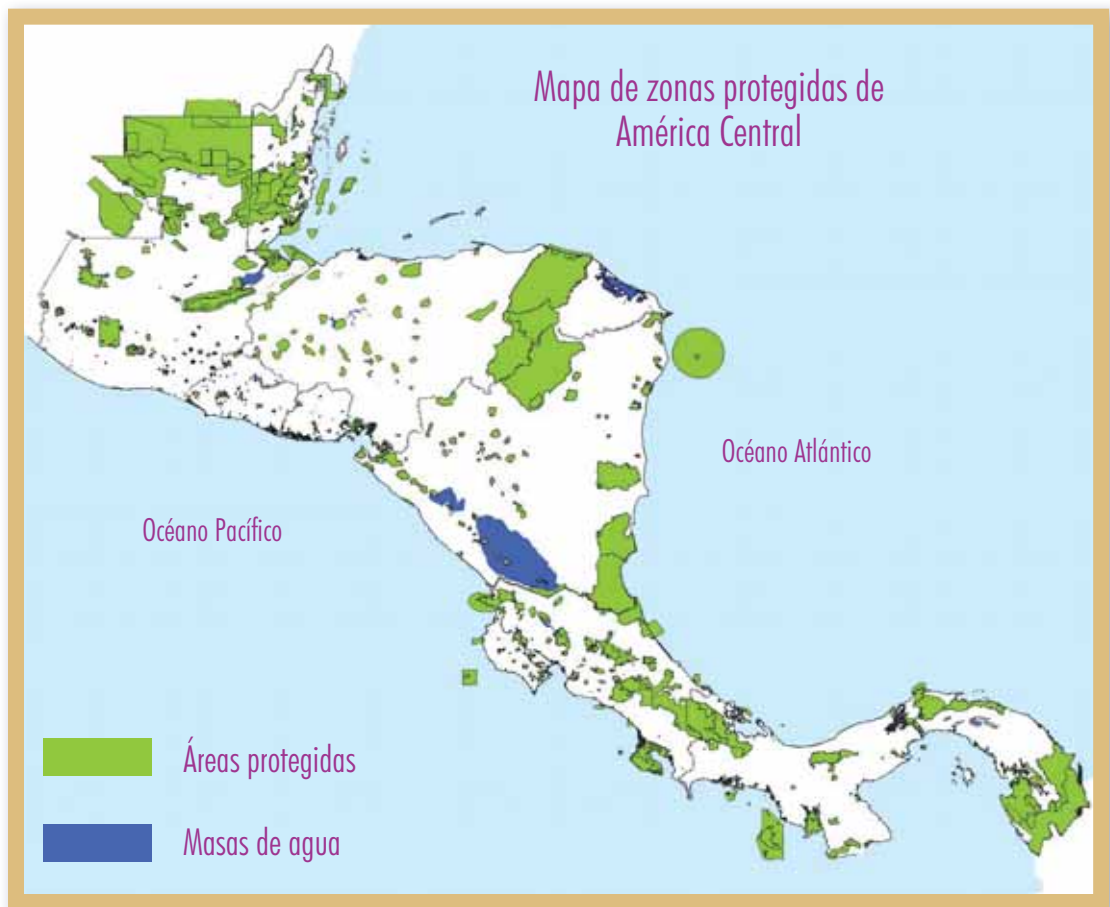 Mapa de zonas protegidas de
América Central
Océano Atlántico
Océano Pacífico
Áreas protegidas
Masas de agua